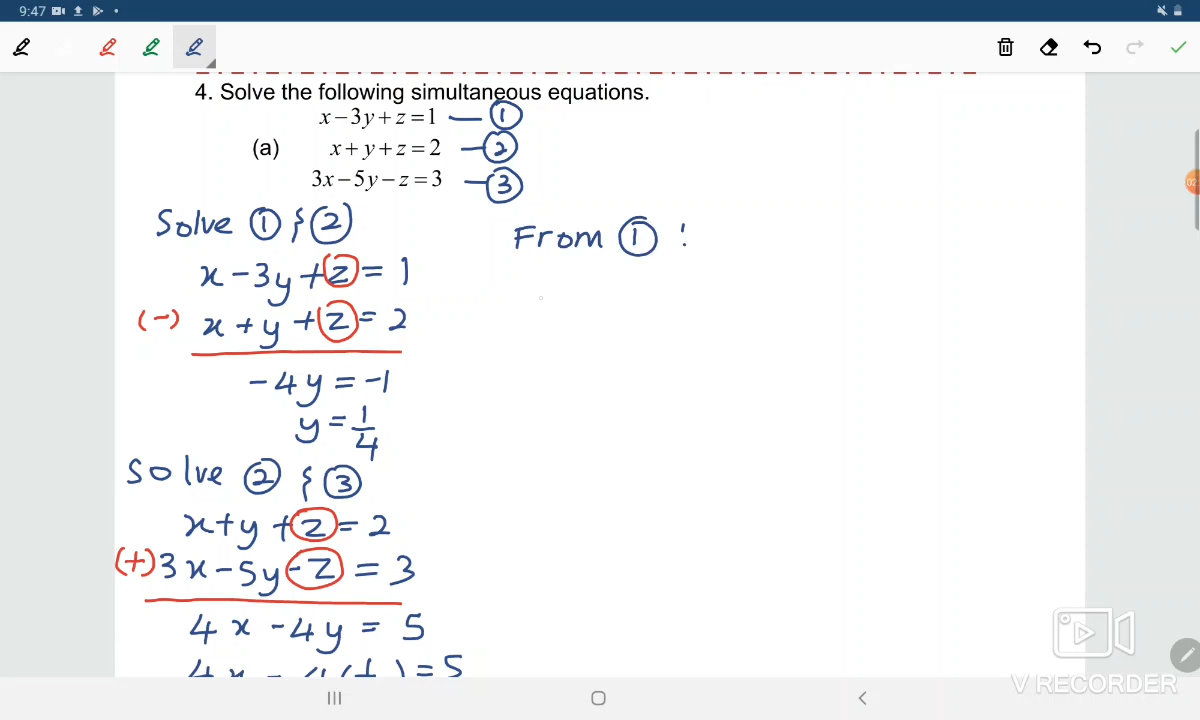 9:47
4. Solve the following simultaneous equations.
x-3y+z=1 — ①
(a) x+y+z=2 — ②
3x-5y-z=3 — ③
Solve ① & ②
x-3y+z=1
(-) x+y+z=2
-4y=-1
y=1/4
Solve ② & ③
x+y+z=2
(+) 3x-5y-z=3
4x-4y=5
From ① :
V RECORDER